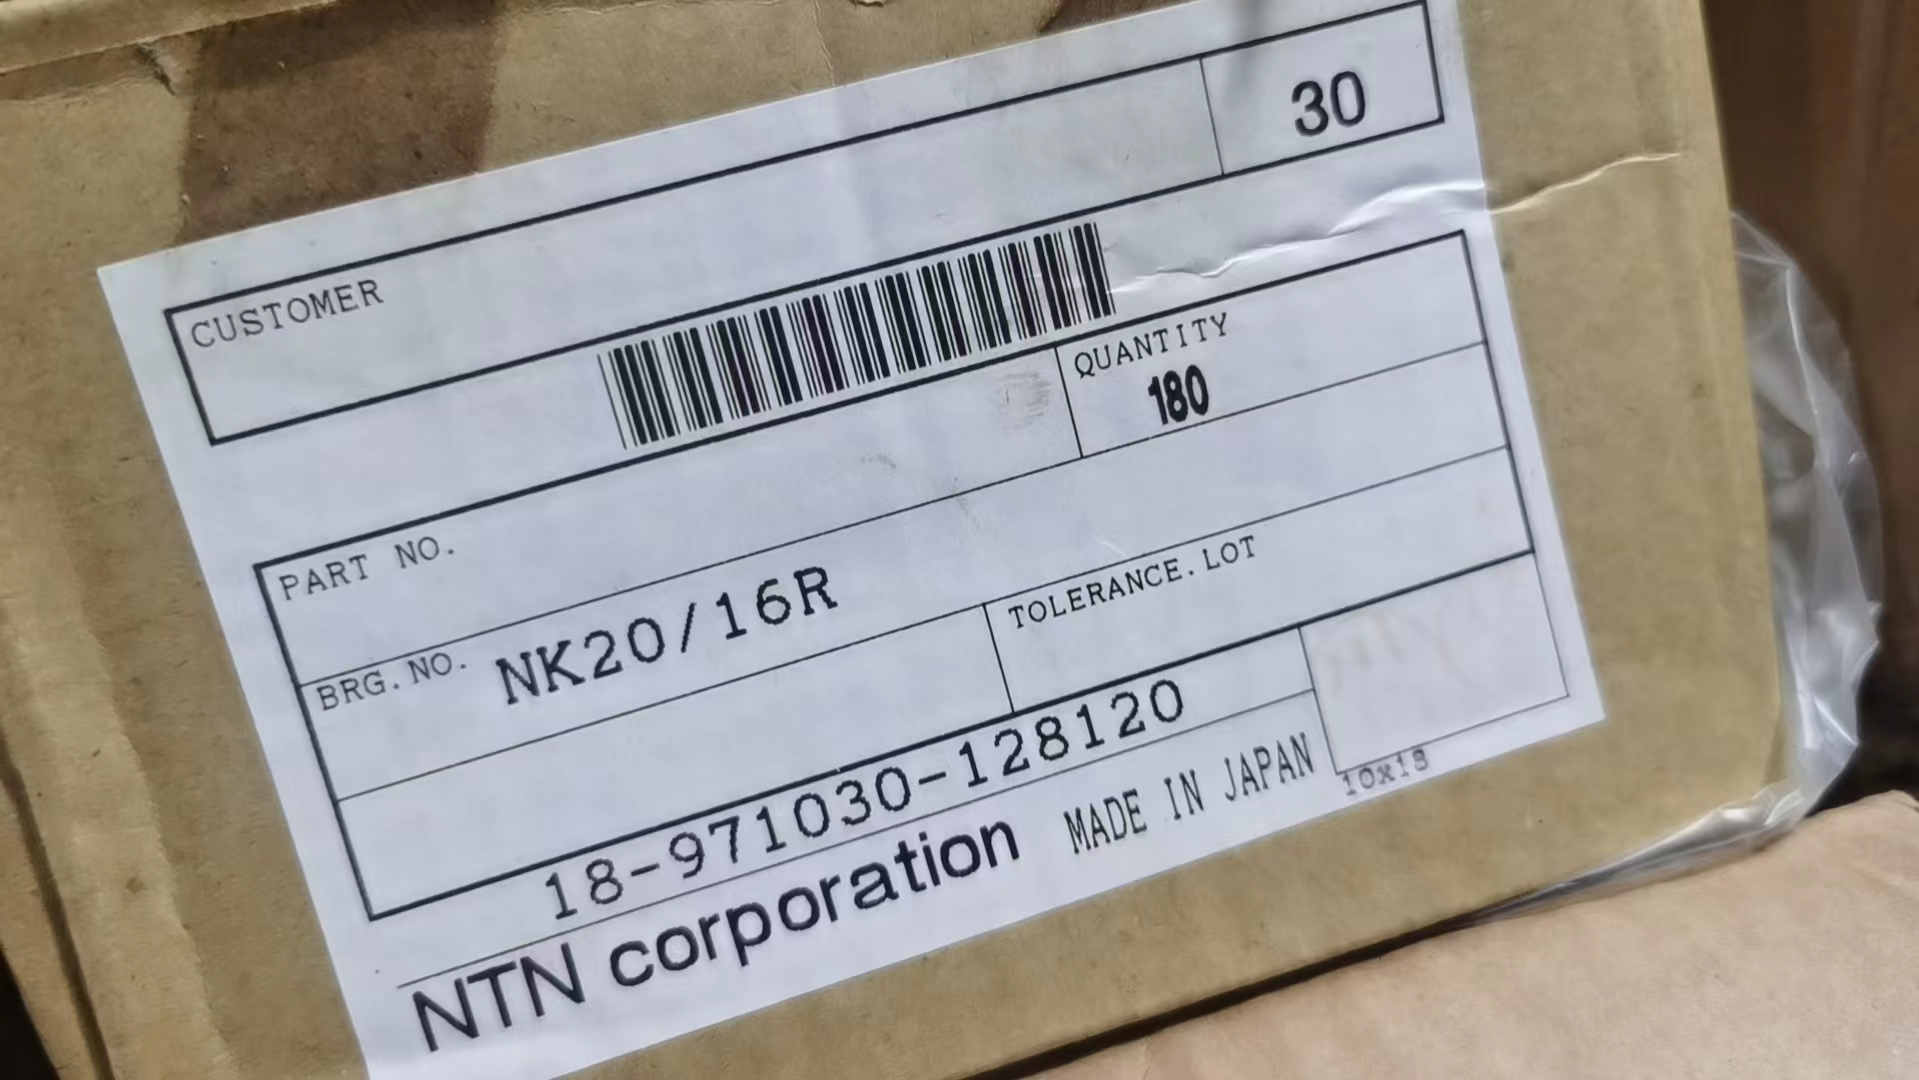 30
CUSTOMER
QUANTITY
180
PART NO.
BRG. NO. NK20/16R
TOLERANCE. LOT
18-971030-128120
NTN corporation MADE IN JAPAN
10x18